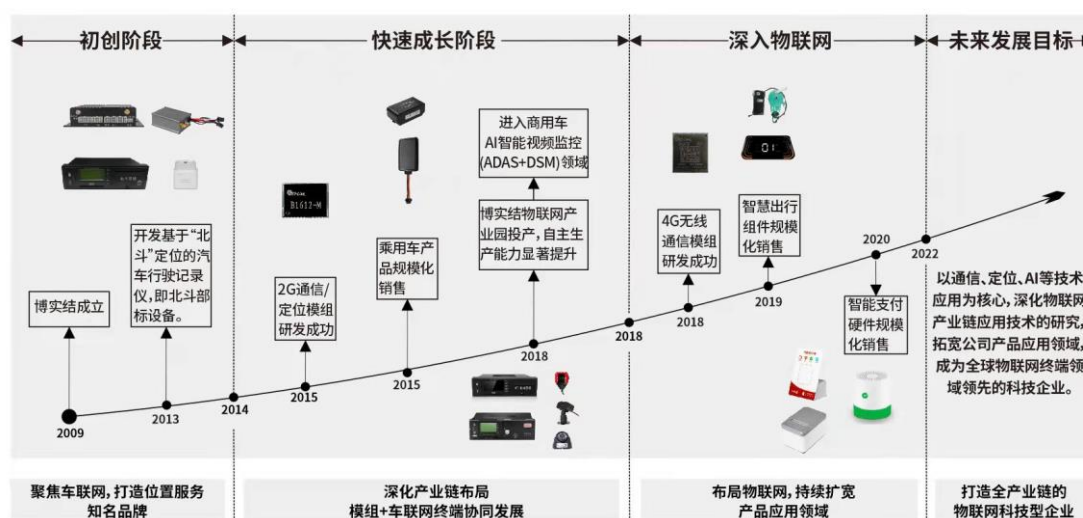 初创阶段
快速成长阶段
深入物联网
未来发展目标
博实结成立
开发基于“北
斗”定位的汽
车行驶记录
仪,即北斗部
标设备。
B1612-M
2G通信/
定位模组
研发成功
乘用车产
品规模化
销售
进入商用车
AI智能视频监控
(ADAS+DSM)领域
博实结物联网产
业园投产,自主生
产能力显著提升
4G无线
通信模组
研发成功
01
智慧出行
组件规模
化销售
智能支付
硬件规模
化销售
以通信、定位、AI等技术
应用为核心,深化物联网
产业链应用技术的研究,
拓宽公司产品应用领域,
成为全球物联网终端领
域领先的科技企业。
2009
2013
2014
2015
2015
2018
2018
2018
2019
2020
2022
聚焦车联网,打造位置服务
知名品牌
深化产业链布局
模组+车联网终端协同发展
布局物联网,持续扩宽
产品应用领域
打造全产业链的
物联网科技型企业